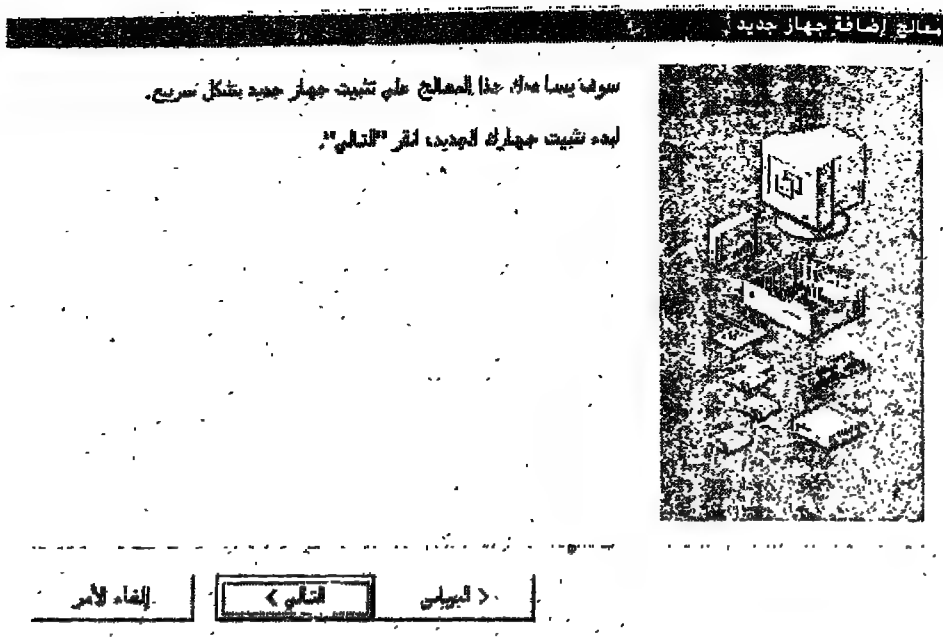 معالج إضافة جهاز جديد
سوف يساعدك هذا المعالج على تثبيت جهاز جديد بشكل سريع.
لبدء تثبيت جهازك الجديد، انقر "التالي".
< التالي >
إلغاء الأمر